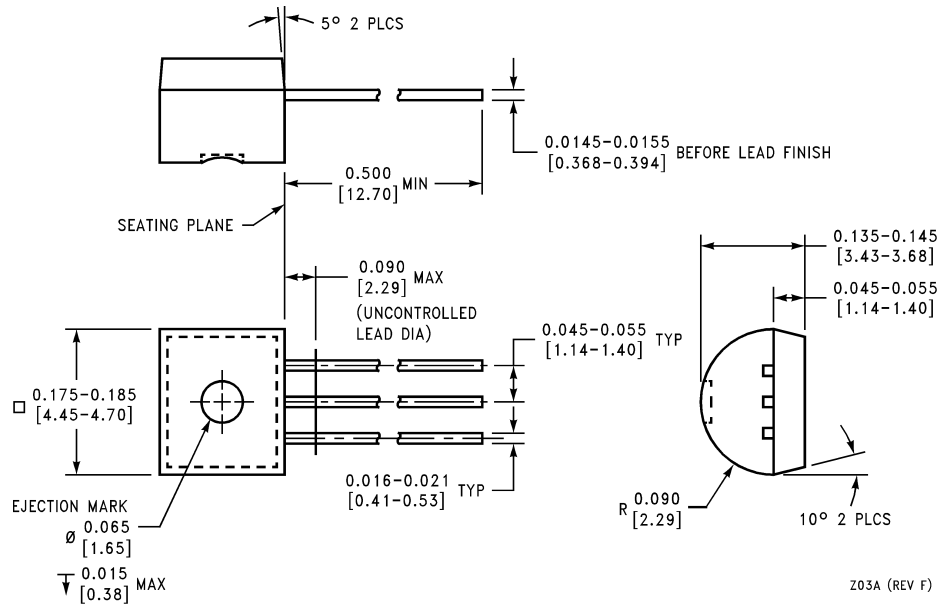 5° 2 PLCS
0.0145-0.0155
[0.368-0.394]
BEFORE LEAD FINISH
0.500
[12.70]
MIN
SEATING PLANE
0.090
[2.29]
MAX
(UNCONTROLLED
LEAD DIA)
0.135-0.145
[3.43-3.68]
0.045-0.055
[1.14-1.40]
0.045-0.055
[1.14-1.40]
TYP
□ 0.175-0.185
[4.45-4.70]
0.016-0.021
[0.41-0.53]
TYP
EJECTION MARK
Ø 0.065
[1.65]
0.015
[0.38]
MAX
R 0.090
[2.29]
10° 2 PLCS
Z03A (REV F)